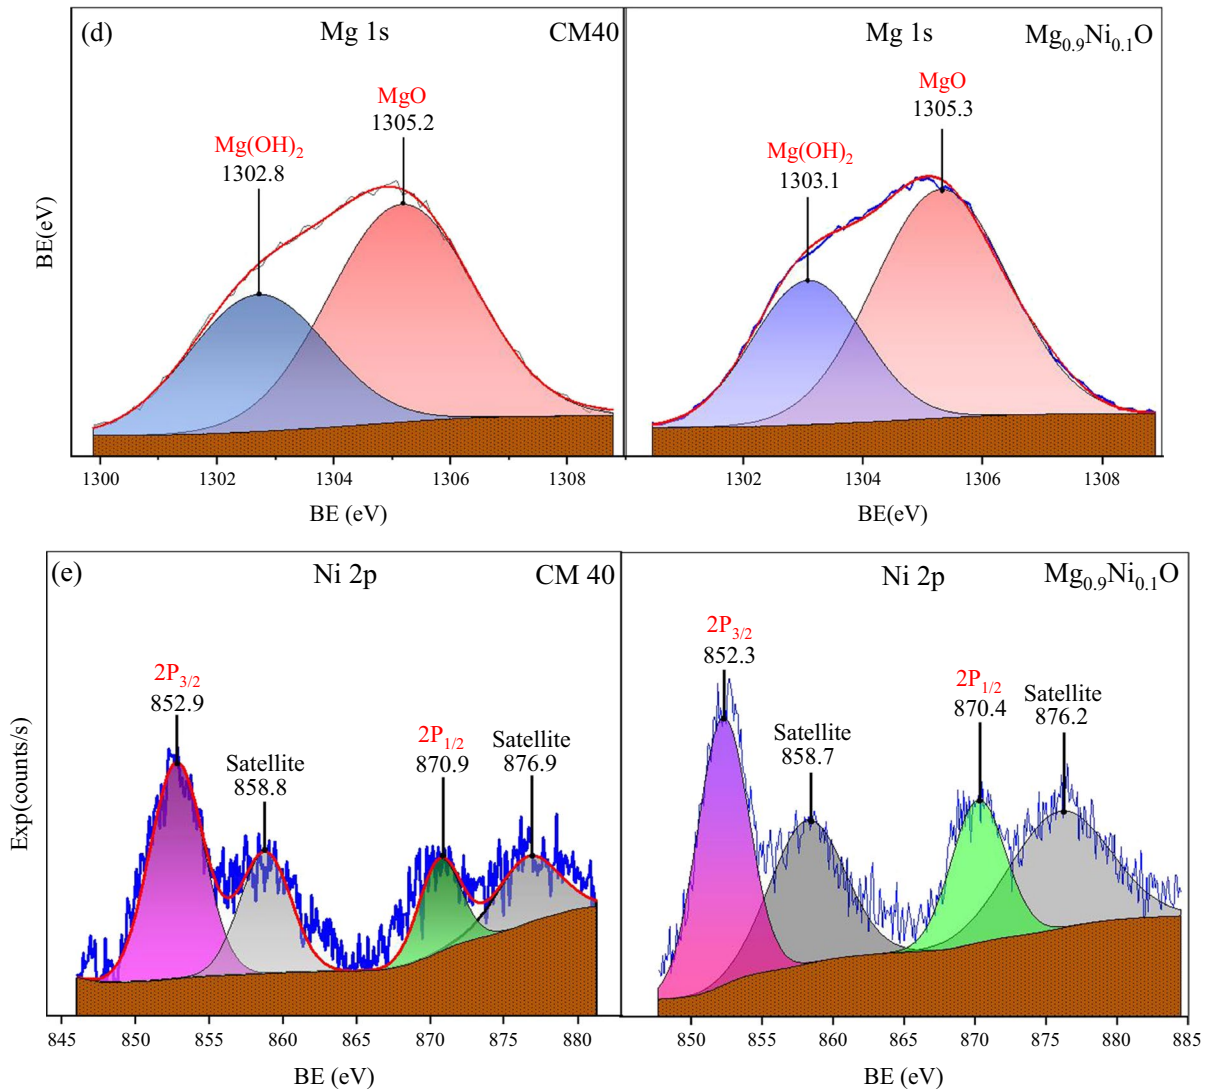 (d)
Mg 1s
CM40
MgO
1305.2
Mg(OH)₂
1302.8
BE(eV)
1300 1302 1304 1306 1308
BE (eV)
Mg 1s
Mg₀.₉Ni₀.₁O
MgO
1305.3
Mg(OH)₂
1303.1
1302 1304 1306 1308
BE(eV)
(e)
Ni 2p
CM 40
2P₃/₂
852.9
Satellite
858.8
2P₁/₂
870.9
Satellite
876.9
Exp(counts/s)
845 850 855 860 865 870 875 880
BE (eV)
Ni 2p
Mg₀.₉Ni₀.₁O
2P₃/₂
852.3
Satellite
858.7
2P₁/₂
870.4
Satellite
876.2
850 855 860 865 870 875 880 885
BE (eV)